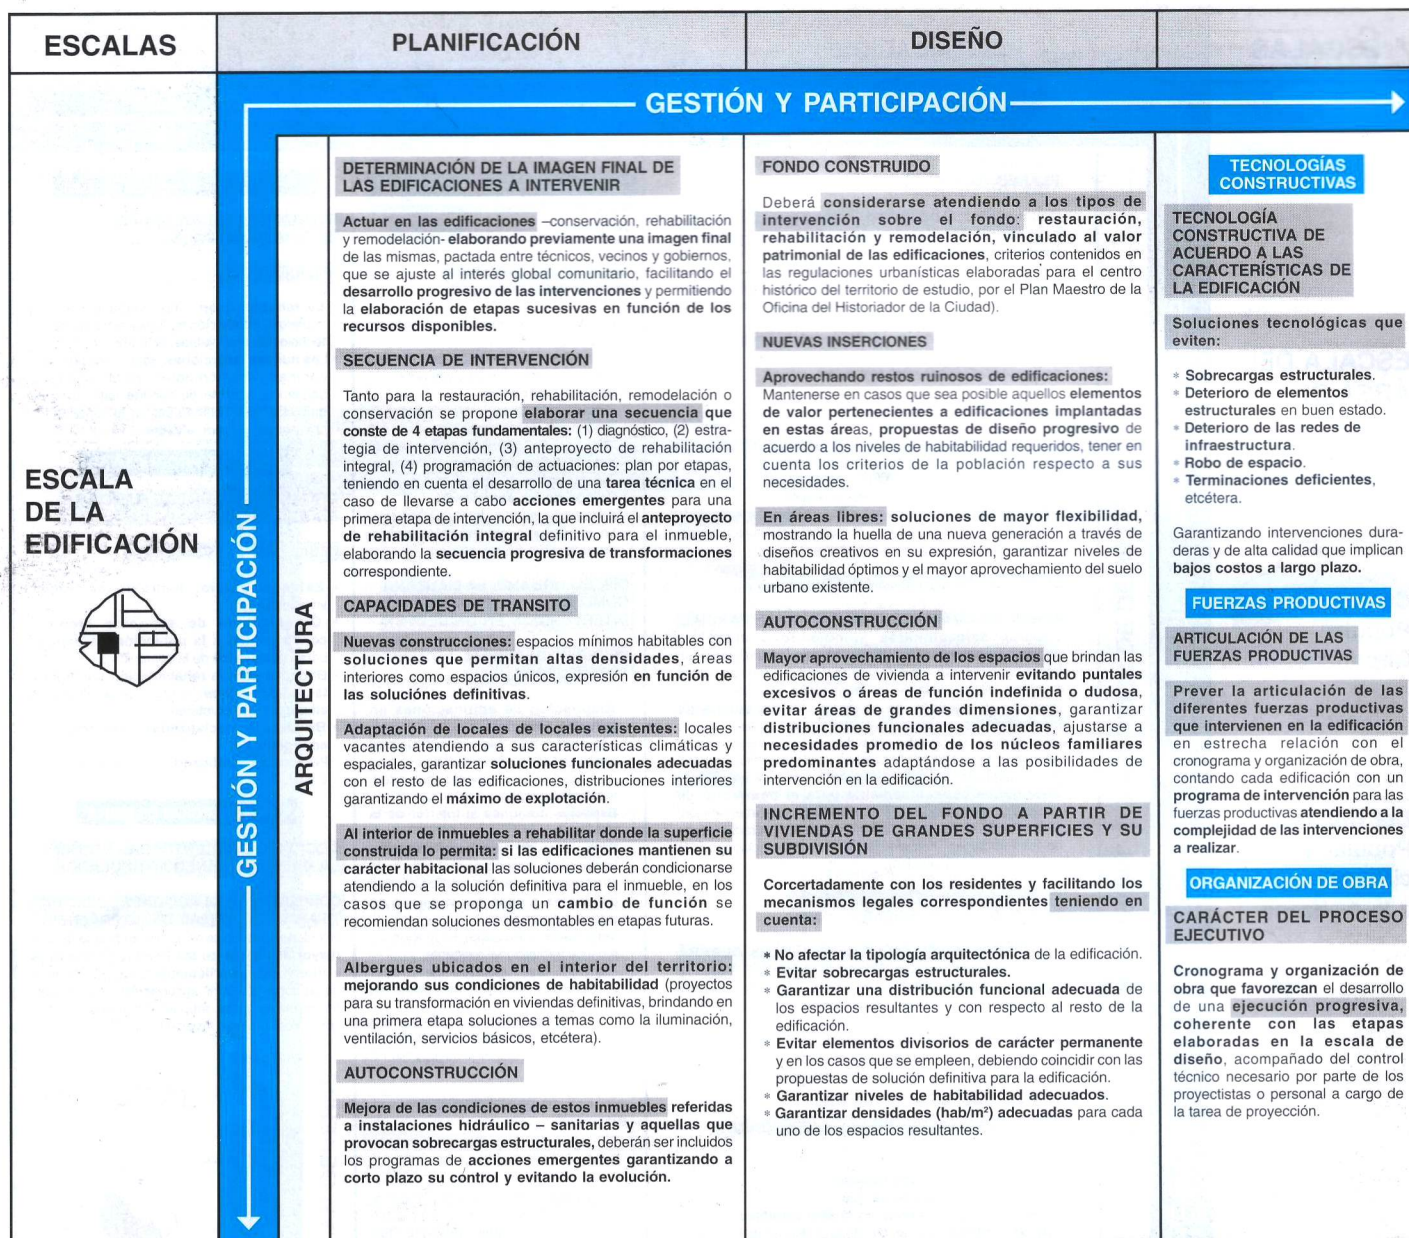 ESCALAS
PLANIFICACIÓN
DISEÑO
GESTIÓN Y PARTICIPACIÓN
ESCALA
DE LA
EDIFICACIÓN
GESTIÓN Y PARTICIPACIÓN
ARQUITECTURA
DETERMINACIÓN DE LA IMAGEN FINAL DE
LAS EDIFICACIONES A INTERVENIR
Actuar en las edificaciones –conservación, rehabilitación
y remodelación- elaborando previamente una imagen final
de las mismas, pactada entre técnicos, vecinos y gobiernos,
que se ajuste al interés global comunitario, facilitando el
desarrollo progresivo de las intervenciones y permitiendo
la elaboración de etapas sucesivas en función de los
recursos disponibles.
SECUENCIA DE INTERVENCIÓN
Tanto para la restauración, rehabilitación, remodelación o
conservación se propone elaborar una secuencia que
conste de 4 etapas fundamentales: (1) diagnóstico, (2) estra-
tegia de intervención, (3) anteproyecto de rehabilitación
integral, (4) programación de actuaciones: plan por etapas,
teniendo en cuenta el desarrollo de una tarea técnica en el
caso de llevarse a cabo acciones emergentes para una
primera etapa de intervención, la que incluirá el anteproyecto
de rehabilitación integral definitivo para el inmueble,
elaborando la secuencia progresiva de transformaciones
correspondiente.
CAPACIDADES DE TRANSITO
Nuevas construcciones: espacios mínimos habitables con
soluciones que permitan altas densidades, áreas
interiores como espacios únicos, expresión en función de
las soluciónes definitivas.
Adaptación de locales de locales existentes: locales
vacantes atendiendo a sus características climáticas y
espaciales, garantizar soluciones funcionales adecuadas
con el resto de las edificaciones, distribuciones interiores
garantizando el máximo de explotación.
Al interior de inmuebles a rehabilitar donde la superficie
construida lo permita: si las edificaciones mantienen su
carácter habitacional las soluciones deberán condicionarse
atendiendo a la solución definitiva para el inmueble, en los
casos que se proponga un cambio de función se
recomiendan soluciones desmontables en etapas futuras.
Albergues ubicados en el interior del territorio:
mejorando sus condiciones de habitabilidad (proyectos
para su transformación en viviendas definitivas, brindando en
una primera etapa soluciones a temas como la iluminación,
ventilación, servicios básicos, etcétera).
AUTOCONSTRUCCIÓN
Mejora de las condiciones de estos inmuebles referidas
a instalaciones hidráulico – sanitarias y aquellas que
provocan sobrecargas estructurales, deberán ser incluidos
los programas de acciones emergentes garantizando a
corto plazo su control y evitando la evolución.
FONDO CONSTRUIDO
Deberá considerarse atendiendo a los tipos de
intervención sobre el fondo: restauración,
rehabilitación y remodelación, vinculado al valor
patrimonial de las edificaciones, criterios contenidos en
las regulaciones urbanísticas elaboradas para el centro
histórico del territorio de estudio, por el Plan Maestro de la
Oficina del Historiador de la Ciudad).
NUEVAS INSERCIONES
Aprovechando restos ruinosos de edificaciones:
Mantenerse en casos que sea posible aquellos elementos
de valor pertenecientes a edificaciones implantadas
en estas áreas, propuestas de diseño progresivo de
acuerdo a los niveles de habitabilidad requeridos, tener en
cuenta los criterios de la población respecto a sus
necesidades.
En áreas libres: soluciones de mayor flexibilidad,
mostrando la huella de una nueva generación a través de
diseños creativos en su expresión, garantizar niveles de
habitabilidad óptimos y el mayor aprovechamiento del suelo
urbano existente.
AUTOCONSTRUCCIÓN
Mayor aprovechamiento de los espacios que brindan las
edificaciones de vivienda a intervenir evitando puntales
excesivos o áreas de función indefinida o dudosa,
evitar áreas de grandes dimensiones, garantizar
distribuciones funcionales adecuadas, ajustarse a
necesidades promedio de los núcleos familiares
predominantes adaptándose a las posibilidades de
intervención en la edificación.
INCREMENTO DEL FONDO A PARTIR DE
VIVIENDAS DE GRANDES SUPERFICIES Y SU
SUBDIVISIÓN
Corcertadamente con los residentes y facilitando los
mecanismos legales correspondientes teniendo en
cuenta:
* No afectar la tipología arquitectónica de la edificación.
* Evitar sobrecargas estructurales.
* Garantizar una distribución funcional adecuada de
los espacios resultantes y con respecto al resto de la
edificación.
* Evitar elementos divisorios de carácter permanente
y en los casos que se empleen, debiendo coincidir con las
propuestas de solución definitiva para la edificación.
* Garantizar niveles de habitabilidad adecuados.
* Garantizar densidades (hab/m²) adecuadas para cada
uno de los espacios resultantes.
TECNOLOGÍAS
CONSTRUCTIVAS
TECNOLOGÍA
CONSTRUCTIVA DE
ACUERDO A LAS
CARACTERÍSTICAS DE
LA EDIFICACIÓN
Soluciones tecnológicas que
eviten:
* Sobrecargas estructurales.
* Deterioro de elementos
estructurales en buen estado.
* Deterioro de las redes de
infraestructura.
* Robo de espacio.
* Terminaciones deficientes,
etcétera.
Garantizando intervenciones dura-
deras y de alta calidad que implican
bajos costos a largo plazo.
FUERZAS PRODUCTIVAS
ARTICULACIÓN DE LAS
FUERZAS PRODUCTIVAS
Prever la articulación de las
diferentes fuerzas productivas
que intervienen en la edificación
en estrecha relación con el
cronograma y organización de obra,
contando cada edificación con un
programa de intervención para las
fuerzas productivas atendiendo a la
complejidad de las intervenciones
a realizar.
ORGANIZACIÓN DE OBRA
CARÁCTER DEL PROCESO
EJECUTIVO
Cronograma y organización de
obra que favorezcan el desarrollo
de una ejecución progresiva,
coherente con las etapas
elaboradas en la escala de
diseño, acompañado del control
técnico necesario por parte de los
proyectistas o personal a cargo de
la tarea de proyección.